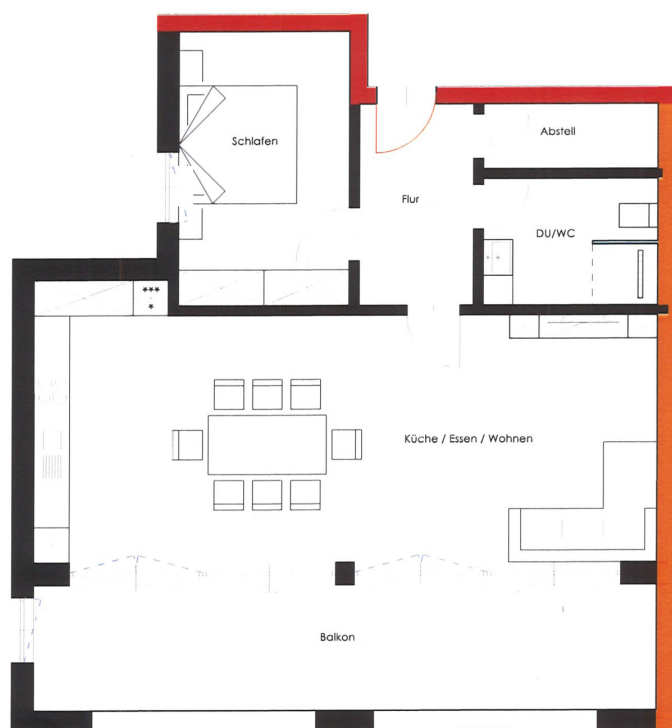 Schlafen
Abstell
Flur
DU/WC
Küche / Essen / Wohnen
Balkon